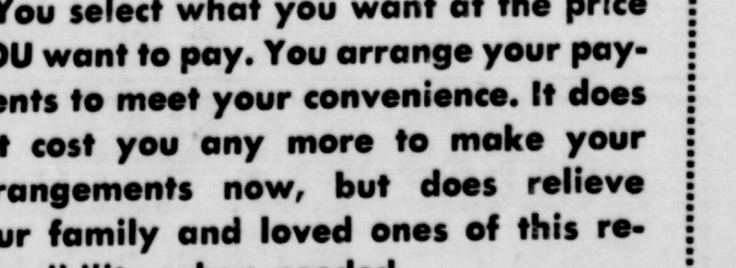 You select what you want at the price
OU want to pay. You arrange your pay-
ents to meet your convenience. It does
t cost you any more to make your
rangements now, but does relieve
ur family and loved ones of this re-